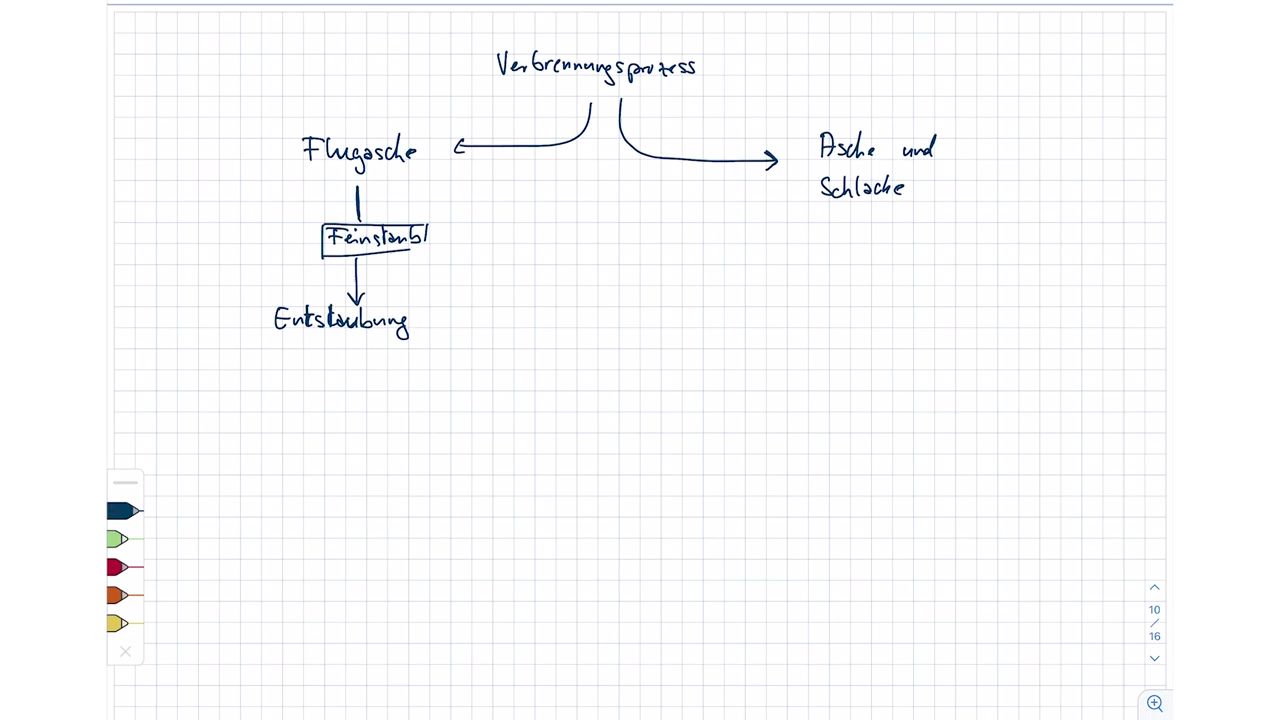 Verbrennungsprozess
Flugasche
Asche und
Schlacke
Feinstaub
Entstaubung
10
/
16